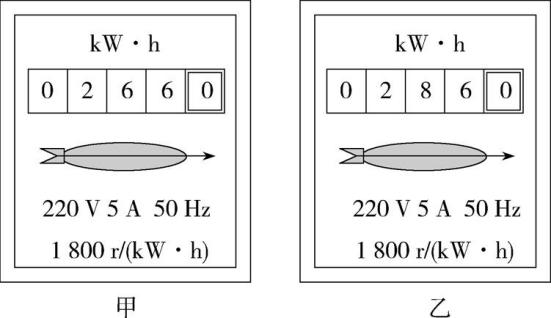 kW·h
0 2 6 6 0
220 V 5 A 50 Hz
1 800 r/(kW·h)
甲
kW·h
0 2 8 6 0
220 V 5 A 50 Hz
1 800 r/(kW·h)
乙